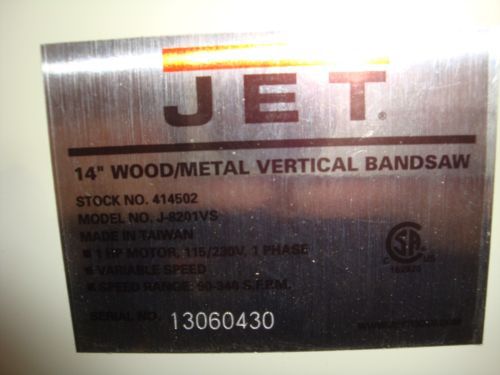 JET®
14" WOOD/METAL VERTICAL BANDSAW
STOCK NO. 414502
MODEL NO. J-8201VS
MADE IN TAIWAN
■ 1 HP MOTOR, 115/230V, 1 PHASE
■ VARIABLE SPEED
■ SPEED RANGE: 90-340 S.F.P.M.
SERIAL NO. 13060430
C US